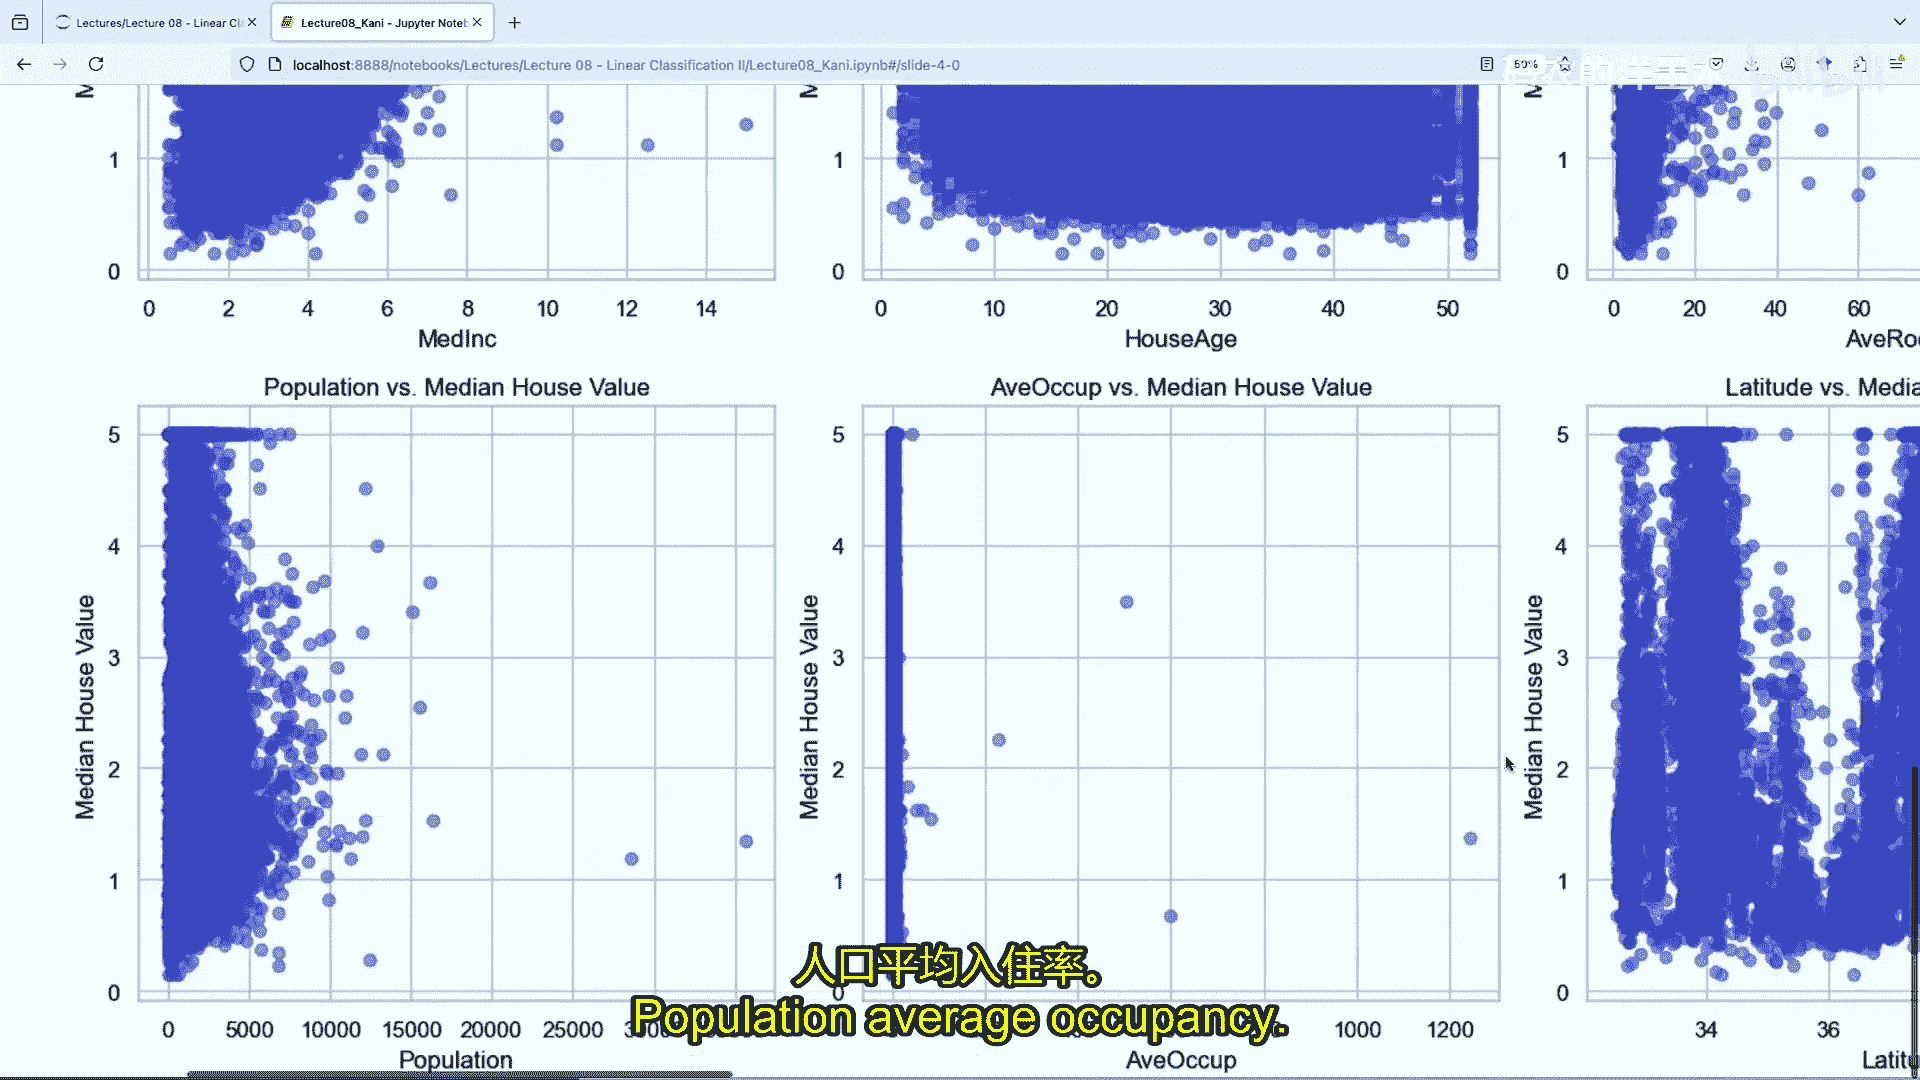 Lectures/Lecture 08 - Linear Cl
Lecture08_Kani - Jupyter Noteb
localhost:8888/notebooks/Lectures/Lecture 08 - Linear Classification II/Lecture08_Kani.ipynb#/slide-4-0
1
0
0 2 4 6 8 10 12 14
MedInc
1
0
0 10 20 30 40 50
HouseAge
1
0
0 20 40 60
AveRoo
Population vs. Median House Value
Median House Value
5
4
3
2
1
0
0 5000 10000 15000 20000 25000
Population
AveOccup vs. Median House Value
Median House Value
5
4
3
2
1
0
1000 1200
AveOccup
Latitude vs. Media
Median House Value
5
4
3
2
1
0
34 36
Latitu
人口平均入住率。
Population average occupancy.